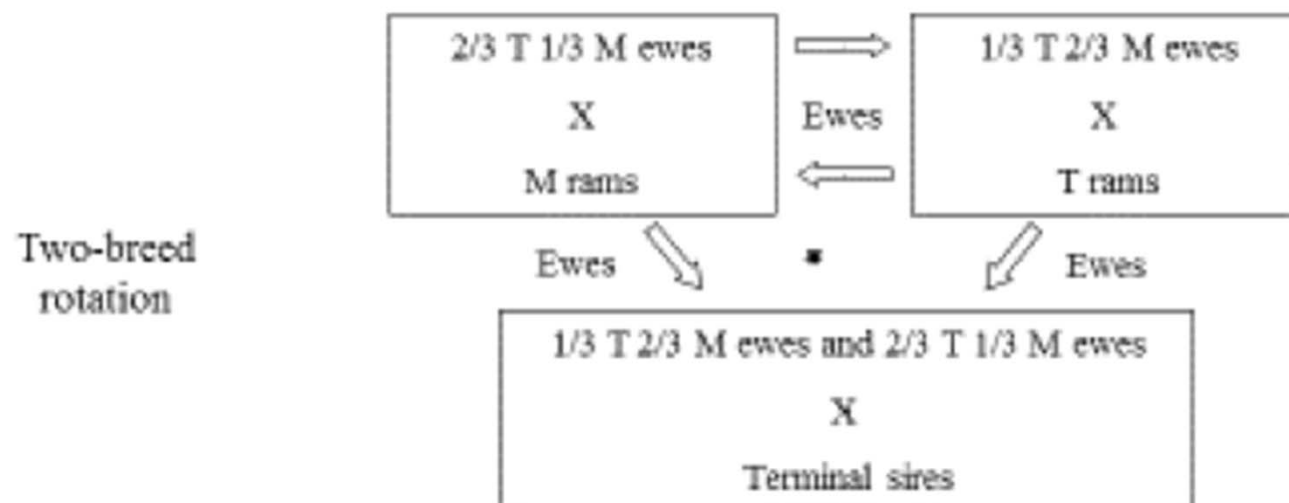 2/3 T 1/3 M ewes
X
M rams
Ewes
1/3 T 2/3 M ewes
X
T rams
Two-breed
rotation
Ewes
Ewes
1/3 T 2/3 M ewes and 2/3 T 1/3 M ewes
X
Terminal sires